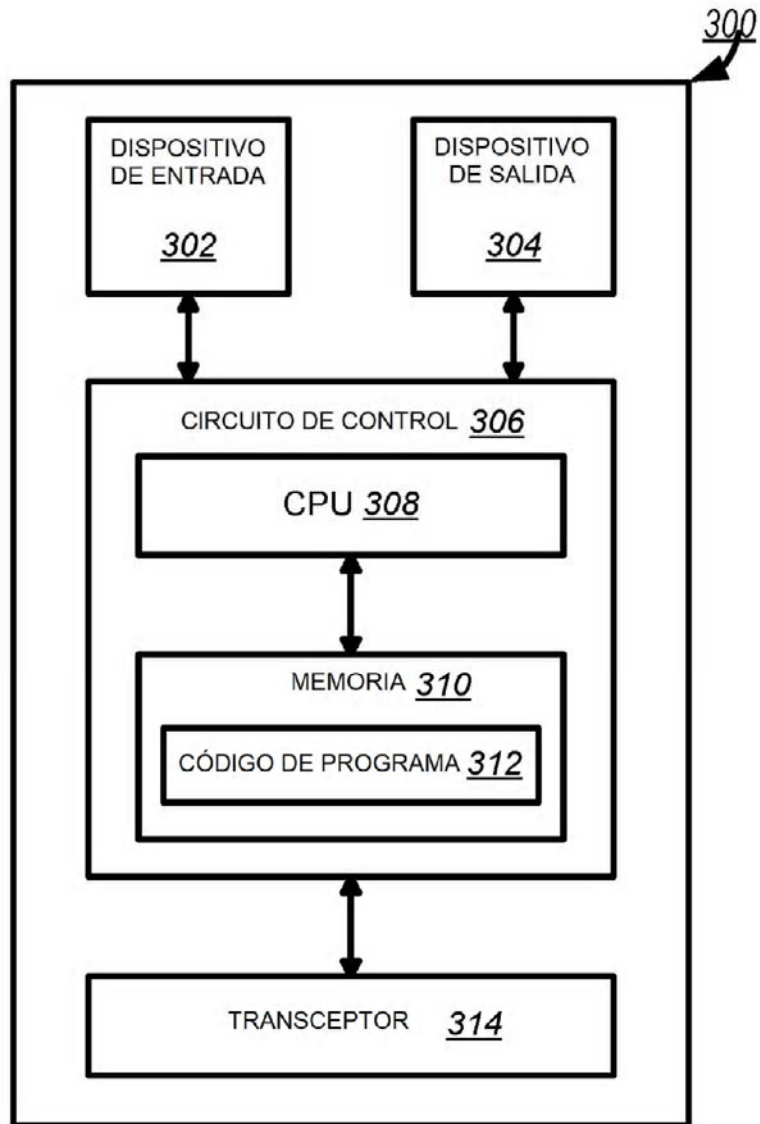 300
DISPOSITIVO
DE ENTRADA
302
DISPOSITIVO
DE SALIDA
304
CIRCUITO DE CONTROL 306
CPU 308
MEMORIA 310
CÓDIGO DE PROGRAMA 312
TRANSCEPTOR 314